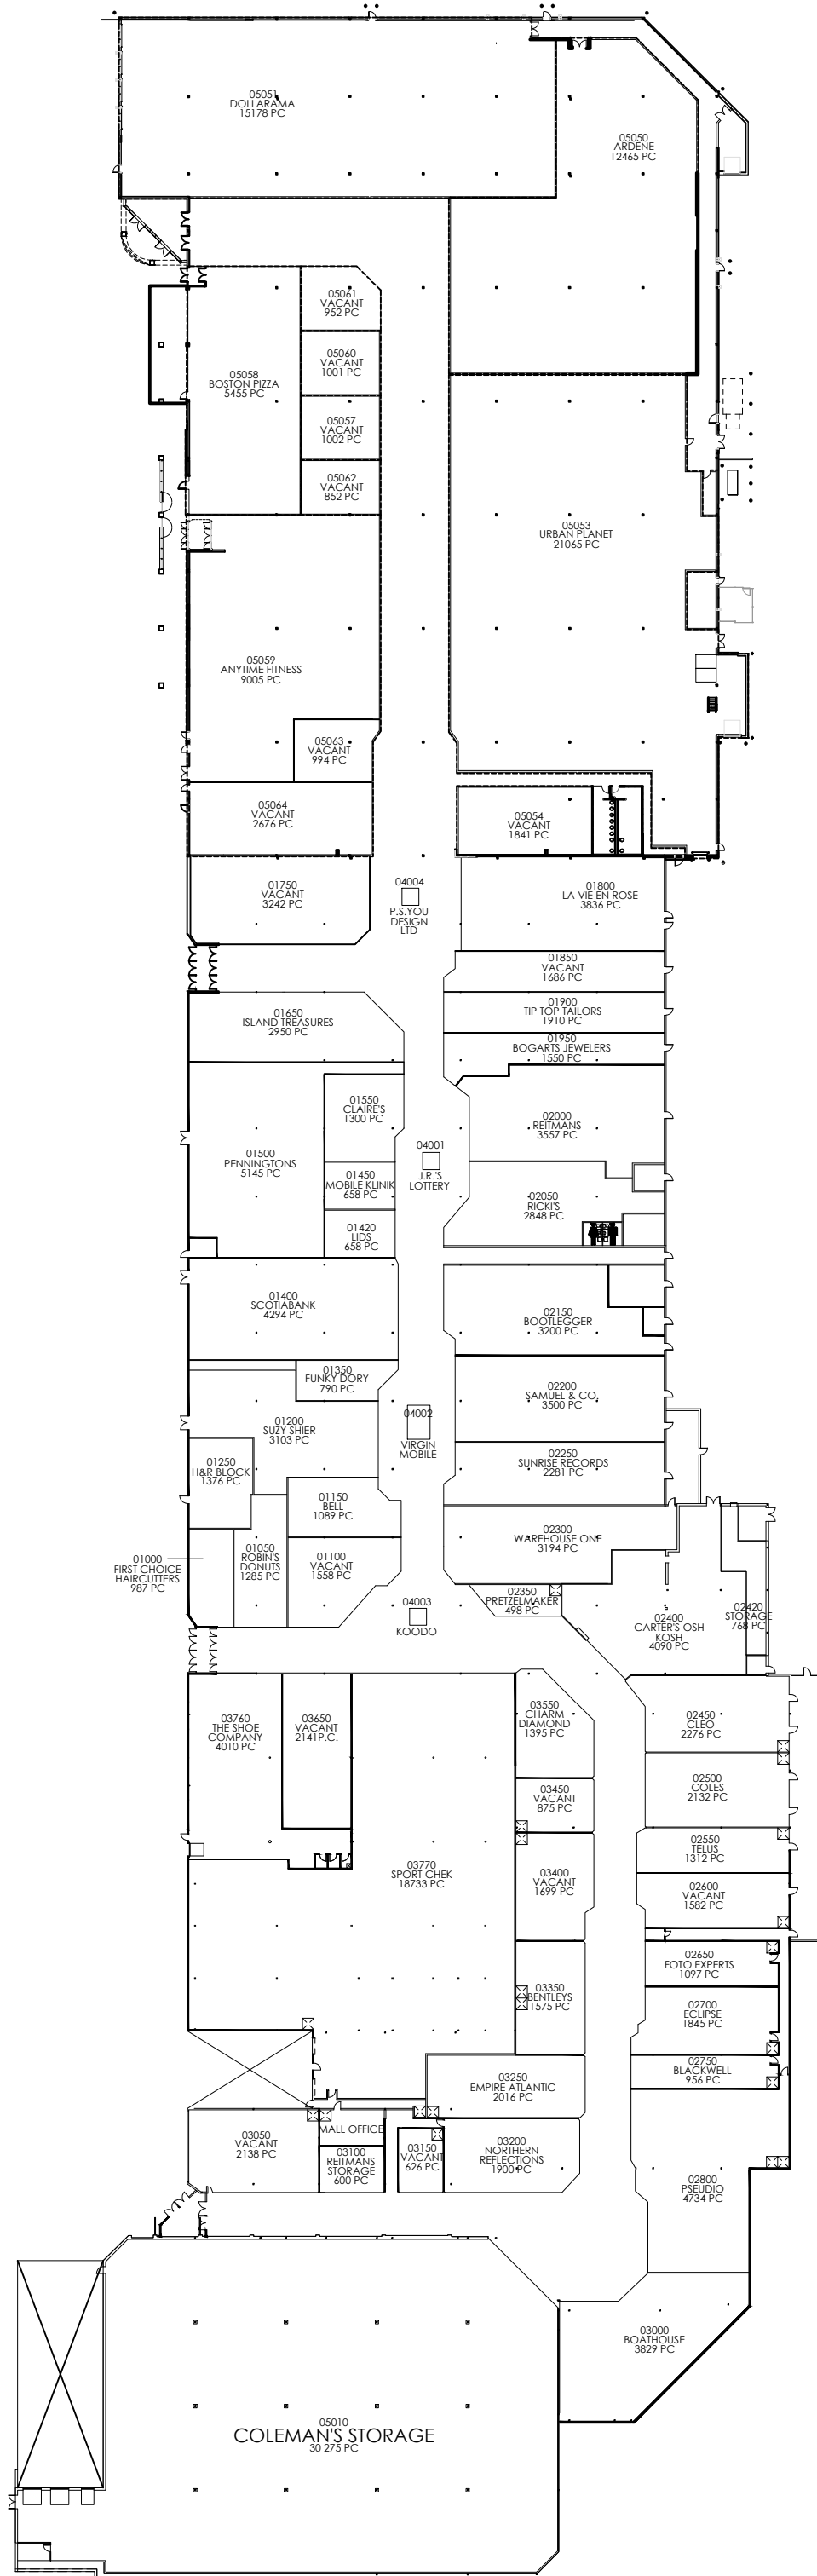 05051
DOLLARAMA
15178 PC
05050
ARDENE
12465 PC
05061
VACANT
952 PC
05060
VACANT
1001 PC
05058
BOSTON PIZZA
5455 PC
05057
VACANT
1002 PC
05062
VACANT
852 PC
05053
URBAN PLANET
21065 PC
05059
ANYTIME FITNESS
9005 PC
05063
VACANT
994 PC
05064
VACANT
2676 PC
05054
VACANT
1841 PC
01750
VACANT
3242 PC
04004
P.S.YOU
DESIGN
LTD
01800
LA VIE EN ROSE
3836 PC
01850
VACANT
1686 PC
01650
ISLAND TREASURES
2950 PC
01900
TIP TOP TAILORS
1910 PC
01950
BOGARTS JEWELERS
1550 PC
01550
CLAIRE'S
1300 PC
02000
REITMANS
3557 PC
01500
PENNINGTONS
5145 PC
04001
J.R.'S
LOTTERY
01450
MOBILE KLINIK
658 PC
02050
RICKI'S
2848 PC
01420
LIDS
658 PC
01400
SCOTIABANK
4294 PC
02150
BOOTLEGGER
3200 PC
01350
FUNKY DORY
790 PC
02200
SAMUEL & CO.
3500 PC
01200
SUZY SHIER
3103 PC
04002
VIRGIN
MOBILE
01250
H&R BLOCK
1376 PC
02250
SUNRISE RECORDS
2281 PC
01150
BELL
1089 PC
02300
WAREHOUSE ONE
3194 PC
01000
FIRST CHOICE
HAIRCUTTERS
987 PC
01050
ROBIN'S
DONUTS
1285 PC
01100
VACANT
1558 PC
04003
KOODO
02350
PRETZELMAKER
498 PC
02400
CARTER'S OSH
KOSH
4090 PC
02420
STORAGE
768 PC
03760
THE SHOE
COMPANY
4010 PC
03650
VACANT
2141P.C.
03550
CHARM
DIAMOND
1395 PC
02450
CLEO
2276 PC
03450
VACANT
875 PC
02500
COLES
2132 PC
03770
SPORT CHEK
18733 PC
03400
VACANT
1699 PC
02550
TELUS
1312 PC
02600
VACANT
1582 PC
02650
FOTO EXPERTS
1097 PC
03350
BENTLEYS
1575 PC
02700
ECLIPSE
1845 PC
02750
BLACKWELL
956 PC
03250
EMPIRE ATLANTIC
2016 PC
03050
VACANT
2138 PC
MALL OFFICE
03100
REITMANS
STORAGE
600 PC
03150
VACANT
626 PC
03200
NORTHERN
REFLECTIONS
1900 PC
02800
PSEUDIO
4734 PC
03000
BOATHOUSE
3829 PC
05010
COLEMAN'S STORAGE
30 275 PC